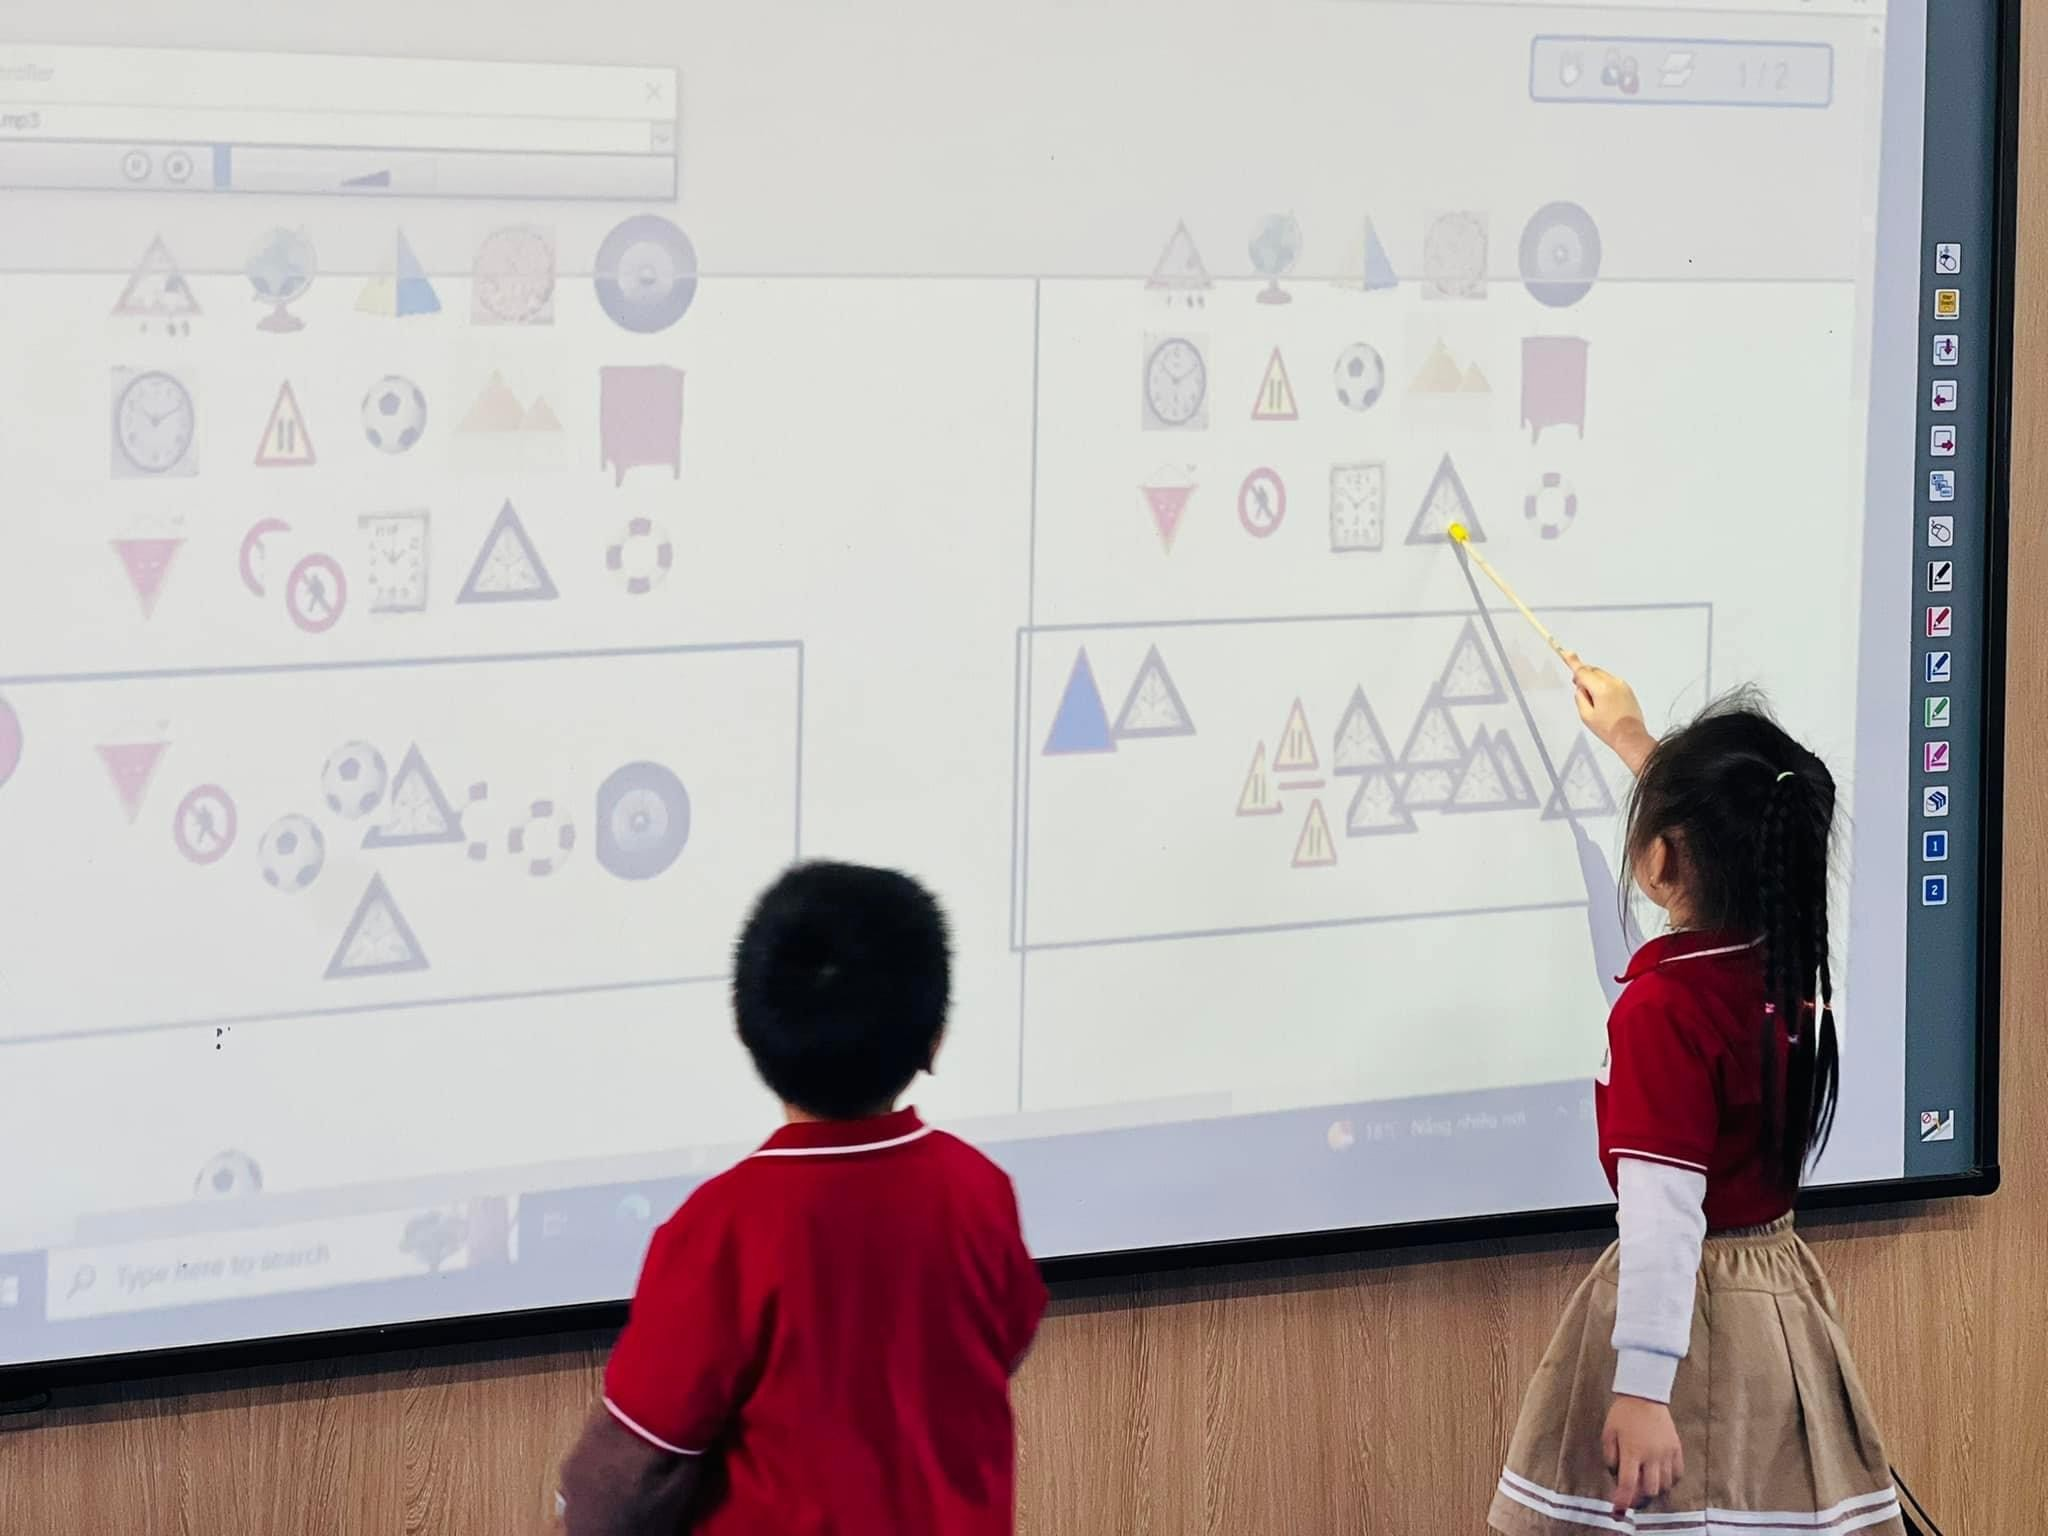 .mp3
1 / 2
1
2
18°C Nắng nhiều nơi
Type here to search